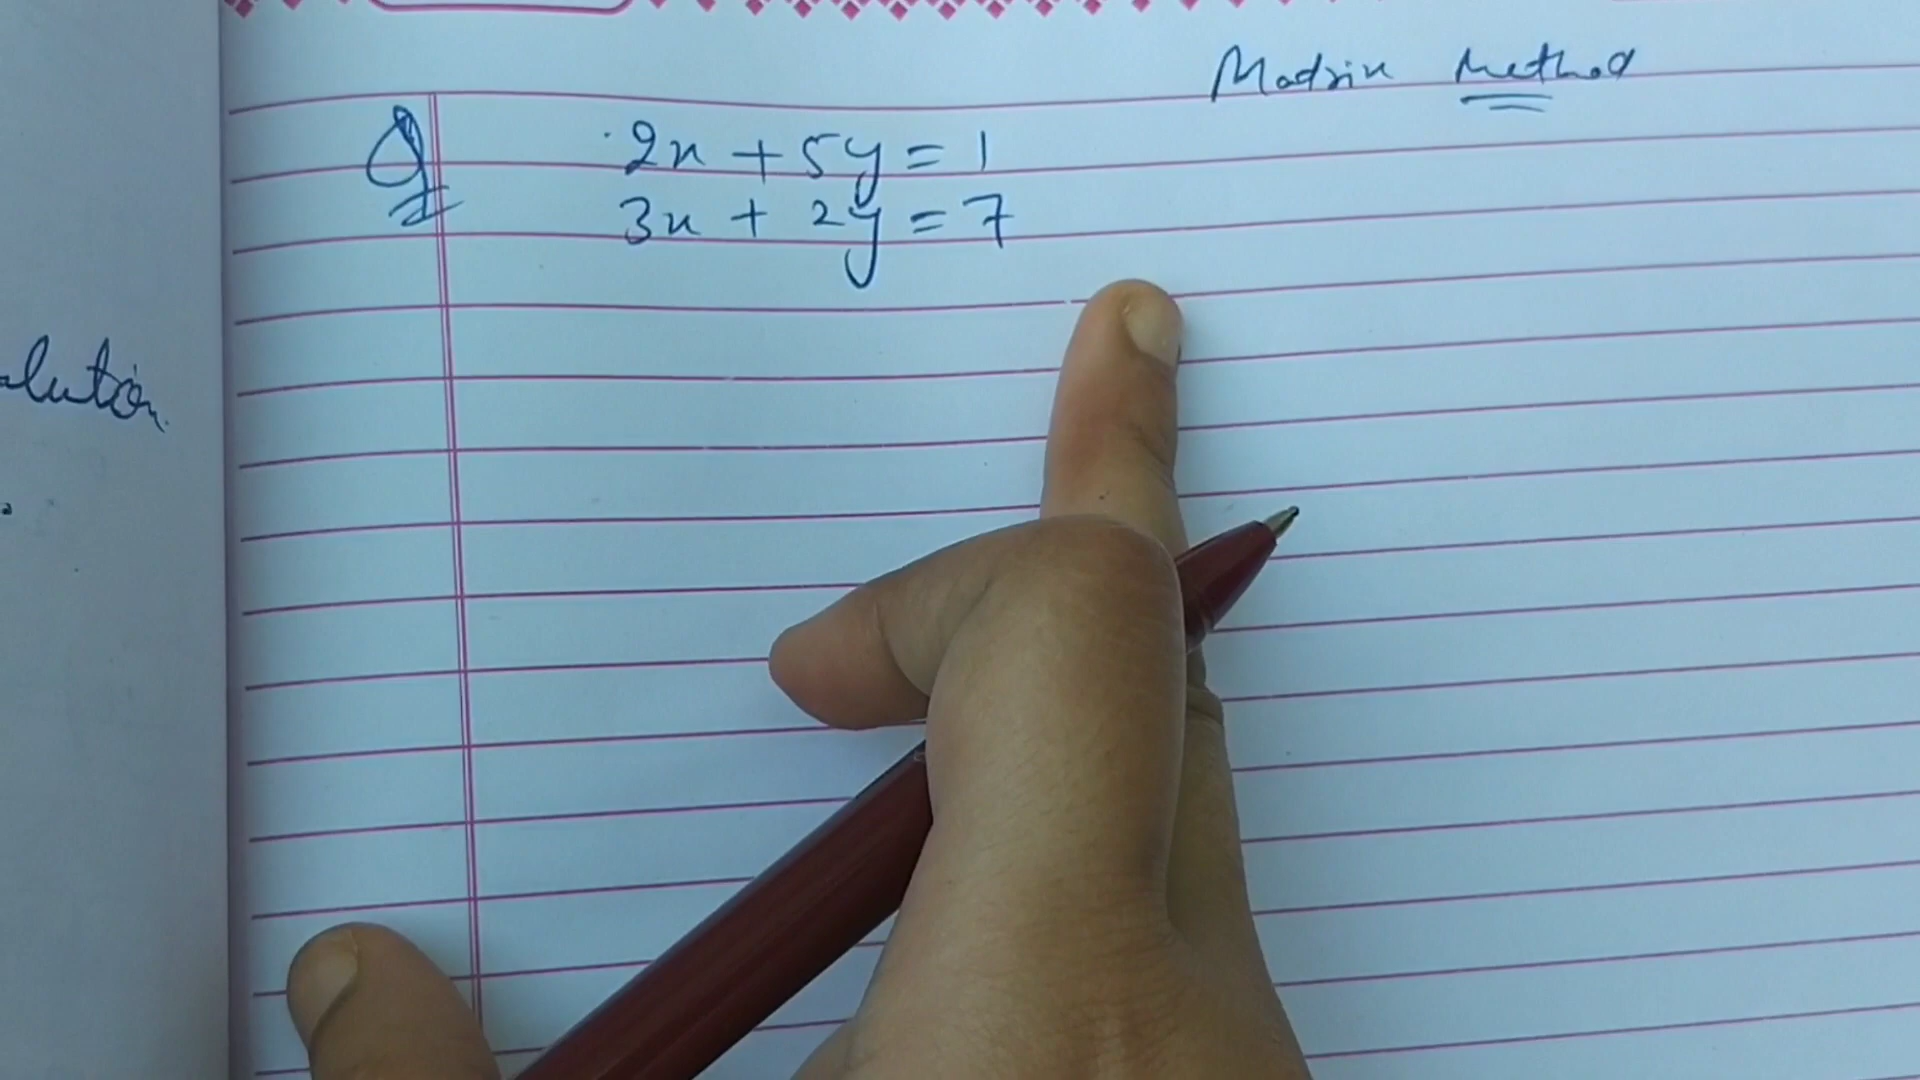 Matrix Method
Q 2x + 5y = 1
3x + 2y = 7